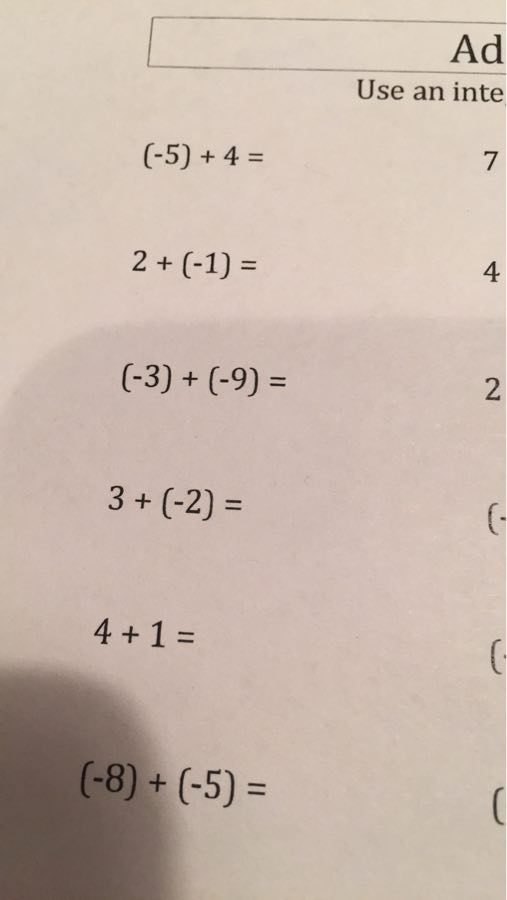 Ad
Use an inte
(-5) + 4 = 7
2 + (-1) = 4
(-3) + (-9) = 2
3 + (-2) = (-
4 + 1 = (-
(-8) + (-5) = (